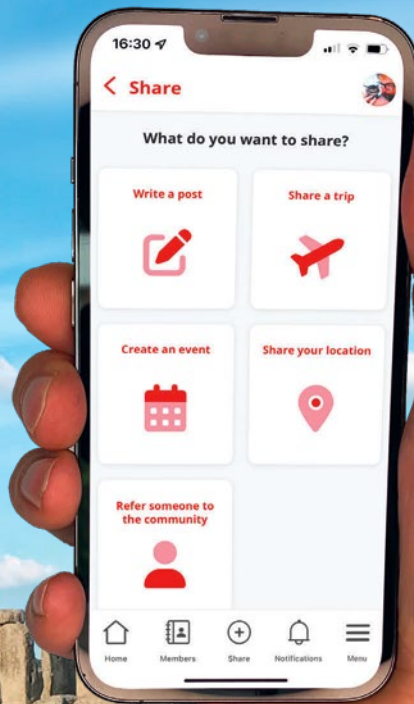 16:30
Share
What do you want to share?
Write a post
Share a trip
Create an event
Share your location
Refer someone to
the community
Home
Members
Share
Notifications
Menu